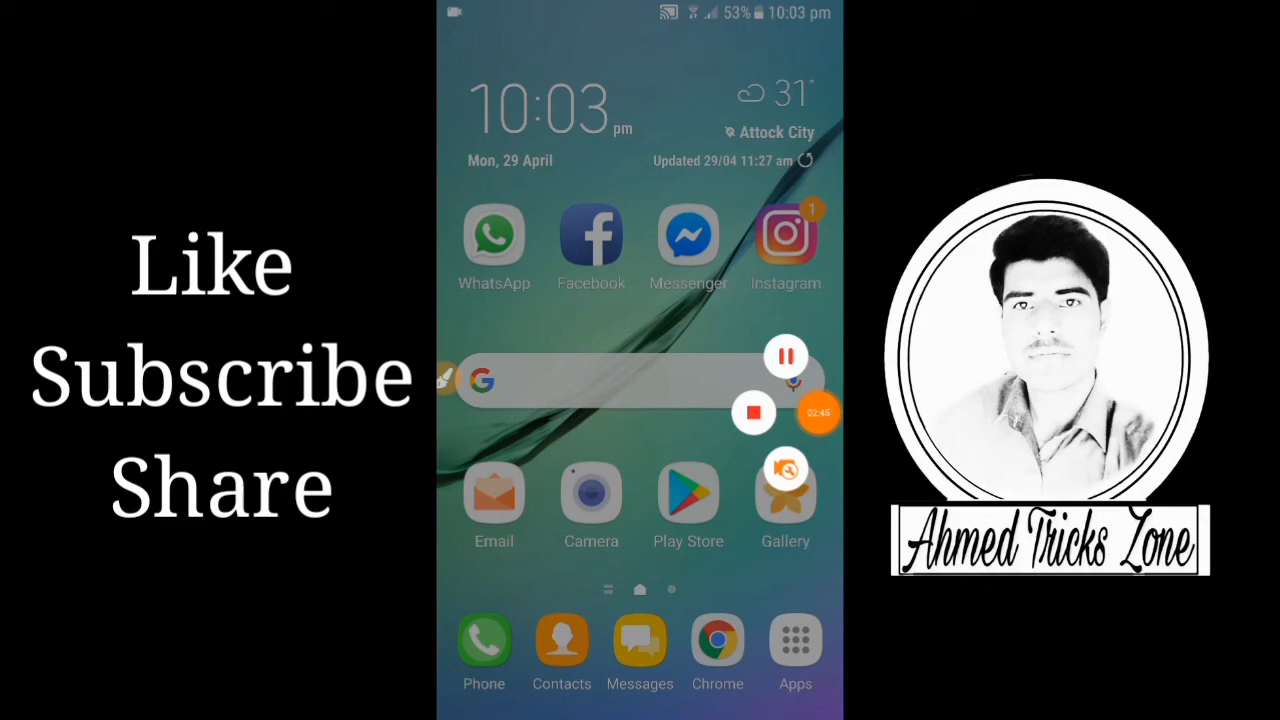 Like
Subscribe
Share
53% 10:03 pm
10:03 pm
31°
Attock City
Mon, 29 April
Updated 29/04 11:27 am
1
WhatsApp
Facebook
Messenger
Instagram
G
02:45
Email
Camera
Play Store
Gallery
Phone
Contacts
Messages
Chrome
Apps
Ahmed Tricks Zone